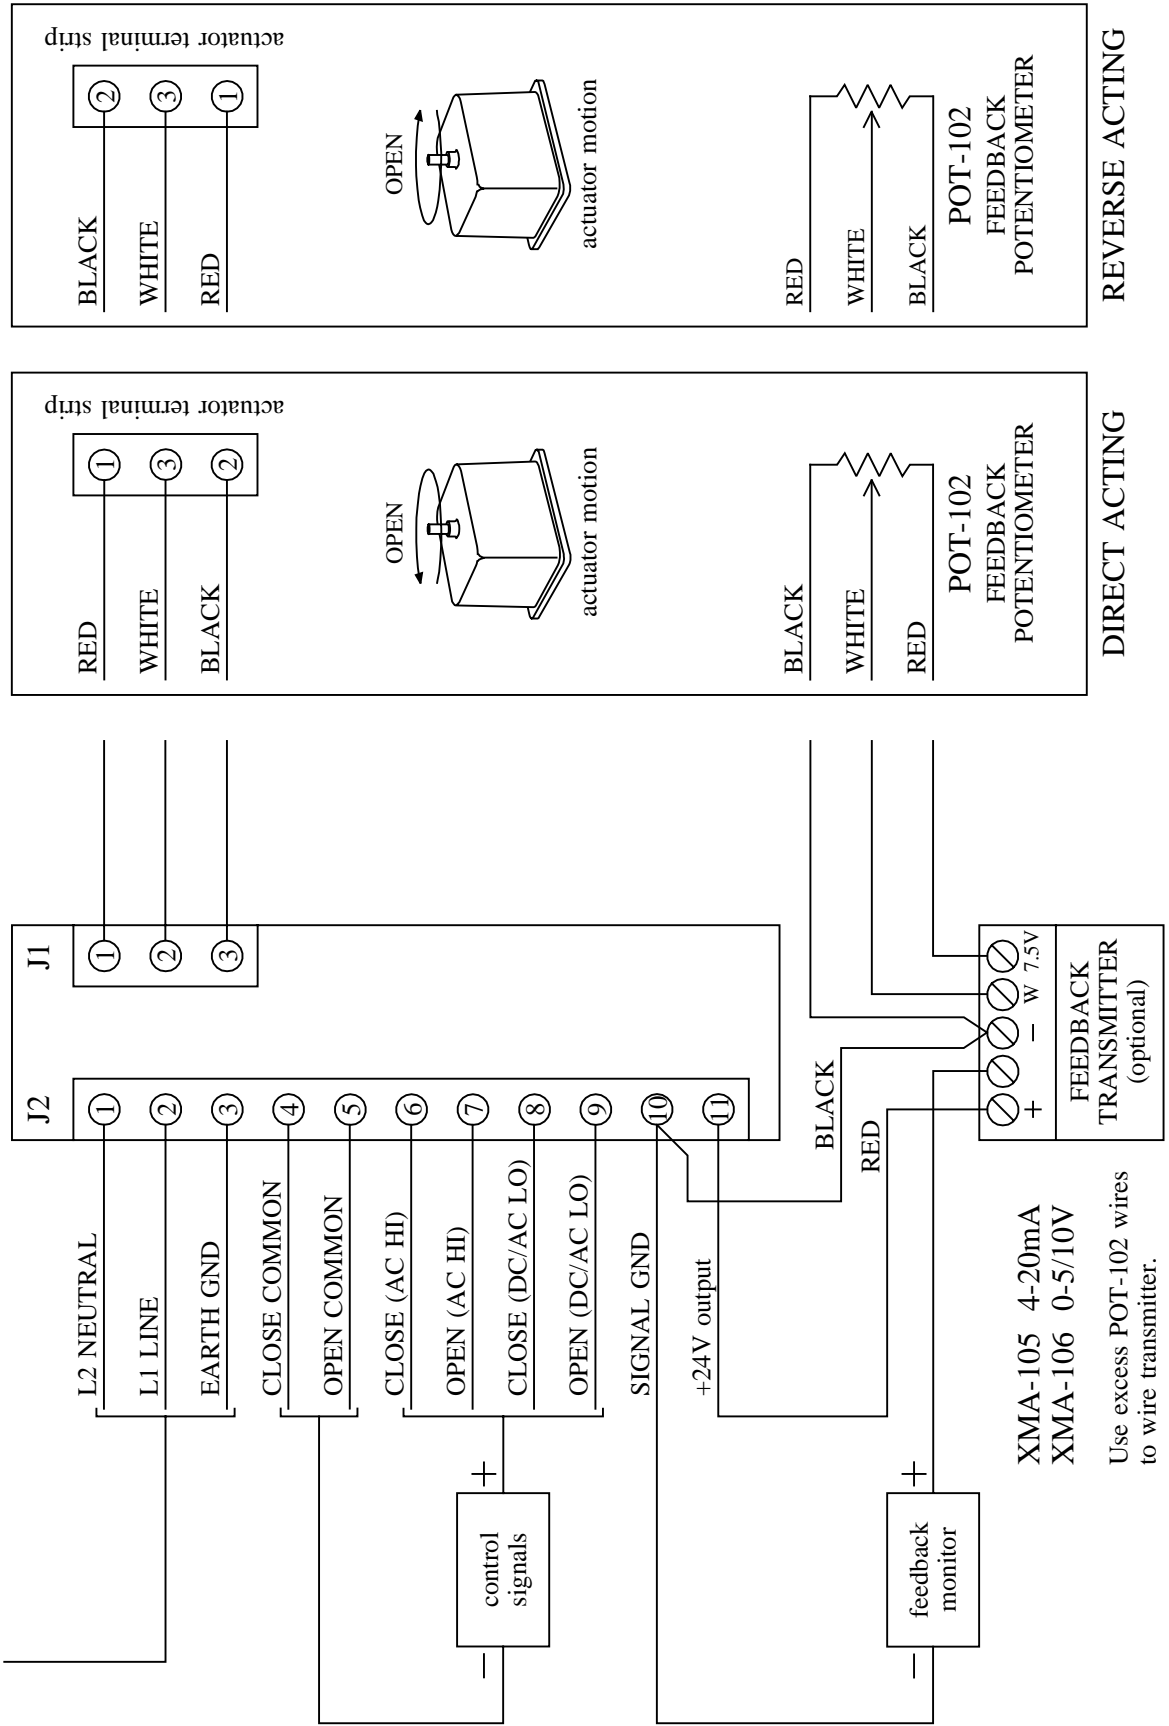 J2
J1
L2 NEUTRAL
1
L1 LINE
2
EARTH GND
3
CLOSE COMMON
4
OPEN COMMON
5
CLOSE (AC HI)
6
OPEN (AC HI)
7
CLOSE (DC/AC LO)
8
OPEN (DC/AC LO)
9
SIGNAL GND
10
+24V output
11
1
2
3
control
signals
+
−
feedback
monitor
+
−
BLACK
RED
+
−
W
7.5V
FEEDBACK
TRANSMITTER
(optional)
XMA-105 4-20mA
XMA-106 0-5/10V
Use excess POT-102 wires
to wire transmitter.
actuator terminal strip
RED
1
WHITE
3
BLACK
2
OPEN
actuator motion
BLACK
WHITE
RED
POT-102
FEEDBACK
POTENTIOMETER
DIRECT ACTING
actuator terminal strip
BLACK
2
WHITE
3
RED
1
OPEN
actuator motion
RED
WHITE
BLACK
POT-102
FEEDBACK
POTENTIOMETER
REVERSE ACTING